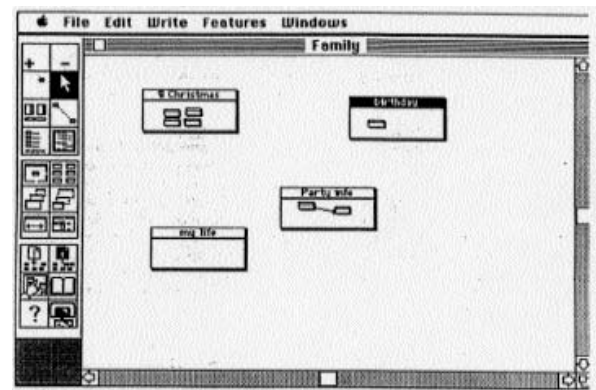 File Edit Write Features Windows
Family
Christmas
birthday
Party info
my life
?